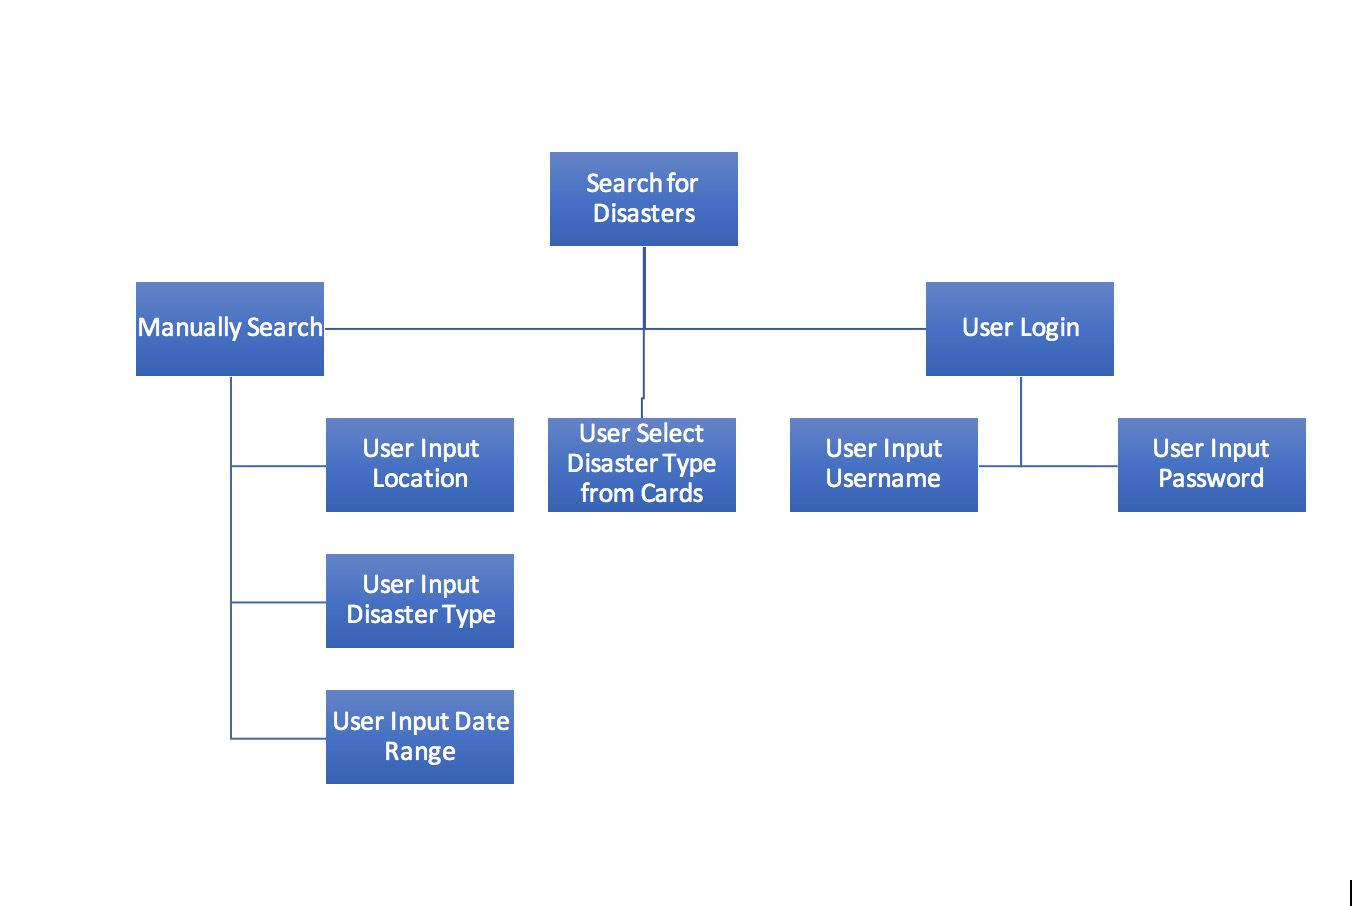 Search for
Disasters
Manually Search
User Login
User Input
Location
User Select
Disaster Type
from Cards
User Input
Username
User Input
Password
User Input
Disaster Type
User Input Date
Range